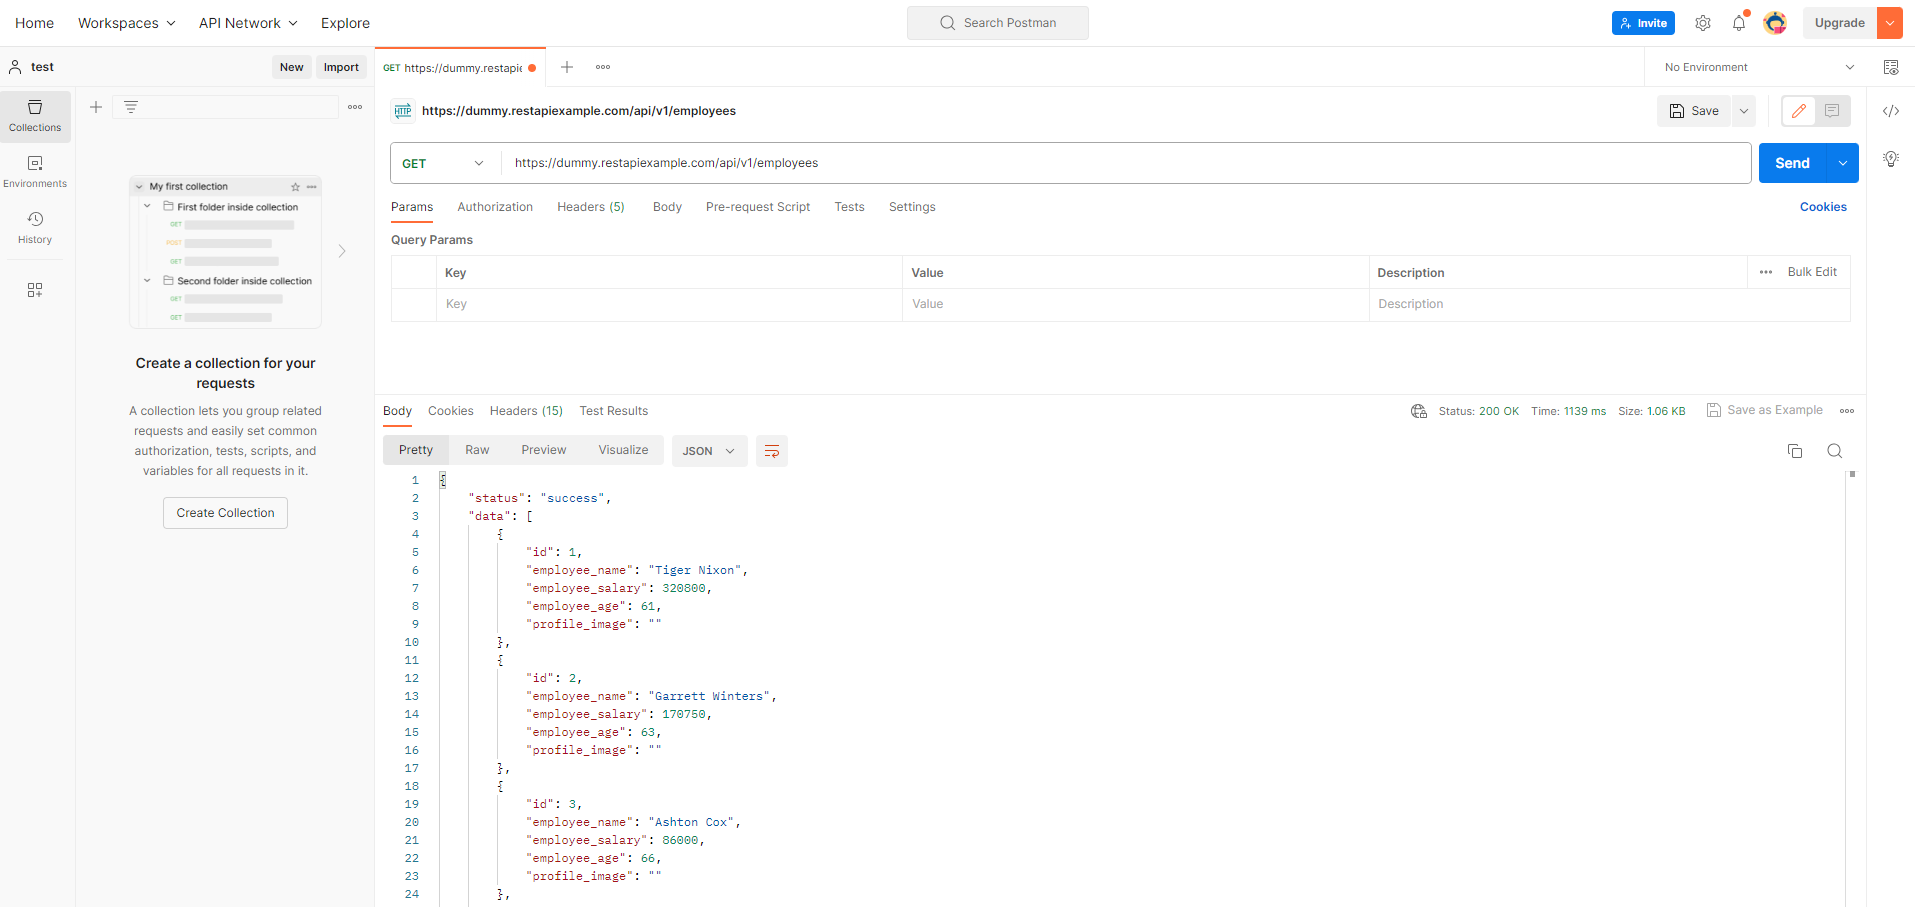 Home Workspaces API Network Explore Search Postman Invite Upgrade
test New Import GET https://dummy.restapie No Environment
Collections
Environments
History
My first collection
First folder inside collection
GET
POST
GET
Second folder inside collection
GET
GET
Create a collection for your
requests
A collection lets you group related
requests and easily set common
authorization, tests, scripts, and
variables for all requests in it.
Create Collection
HTTP https://dummy.restapiexample.com/api/v1/employees Save
GET https://dummy.restapiexample.com/api/v1/employees Send
Params Authorization Headers (5) Body Pre-request Script Tests Settings Cookies
Query Params
Key Value Description Bulk Edit
Key Value Description
Body Cookies Headers (15) Test Results Status: 200 OK Time: 1139 ms Size: 1.06 KB Save as Example
Pretty Raw Preview Visualize JSON
1 {
2 "status": "success",
3 "data": [
4 {
5 "id": 1,
6 "employee_name": "Tiger Nixon",
7 "employee_salary": 320800,
8 "employee_age": 61,
9 "profile_image": ""
10 },
11 {
12 "id": 2,
13 "employee_name": "Garrett Winters",
14 "employee_salary": 170750,
15 "employee_age": 63,
16 "profile_image": ""
17 },
18 {
19 "id": 3,
20 "employee_name": "Ashton Cox",
21 "employee_salary": 86000,
22 "employee_age": 66,
23 "profile_image": ""
24 },